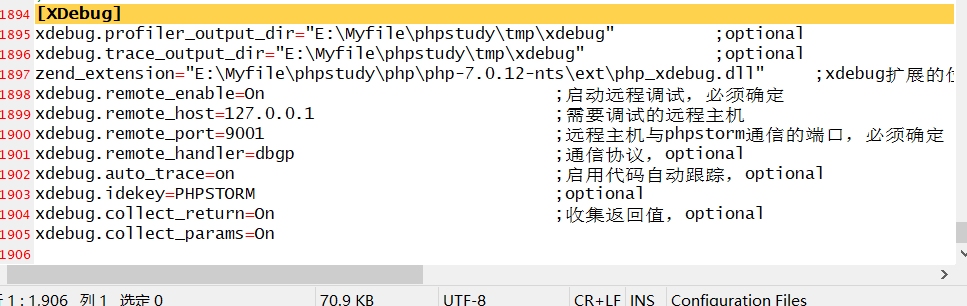 1894 [XDebug]
1895 xdebug.profiler_output_dir="E:\Myfile\phpstudy\tmp\xdebug" ;optional
1896 xdebug.trace_output_dir="E:\Myfile\phpstudy\tmp\xdebug" ;optional
1897 zend_extension="E:\Myfile\phpstudy\php\php-7.0.12-nts\ext\php_xdebug.dll" ;xdebug扩展的
1898 xdebug.remote_enable=On ;启动远程调试，必须确定
1899 xdebug.remote_host=127.0.0.1 ;需要调试的远程主机
1900 xdebug.remote_port=9001 ;远程主机与phpstorm通信的端口，必须确定
1901 xdebug.remote_handler=dbgp ;通信协议，optional
1902 xdebug.auto_trace=on ;启用代码自动跟踪，optional
1903 xdebug.idekey=PHPSTORM ;optional
1904 xdebug.collect_return=On ;收集返回值，optional
1905 xdebug.collect_params=On
1906
1 : 1.906 列 1 选定 0 70.9 KB UTF-8 CR+LF INS Configuration Files